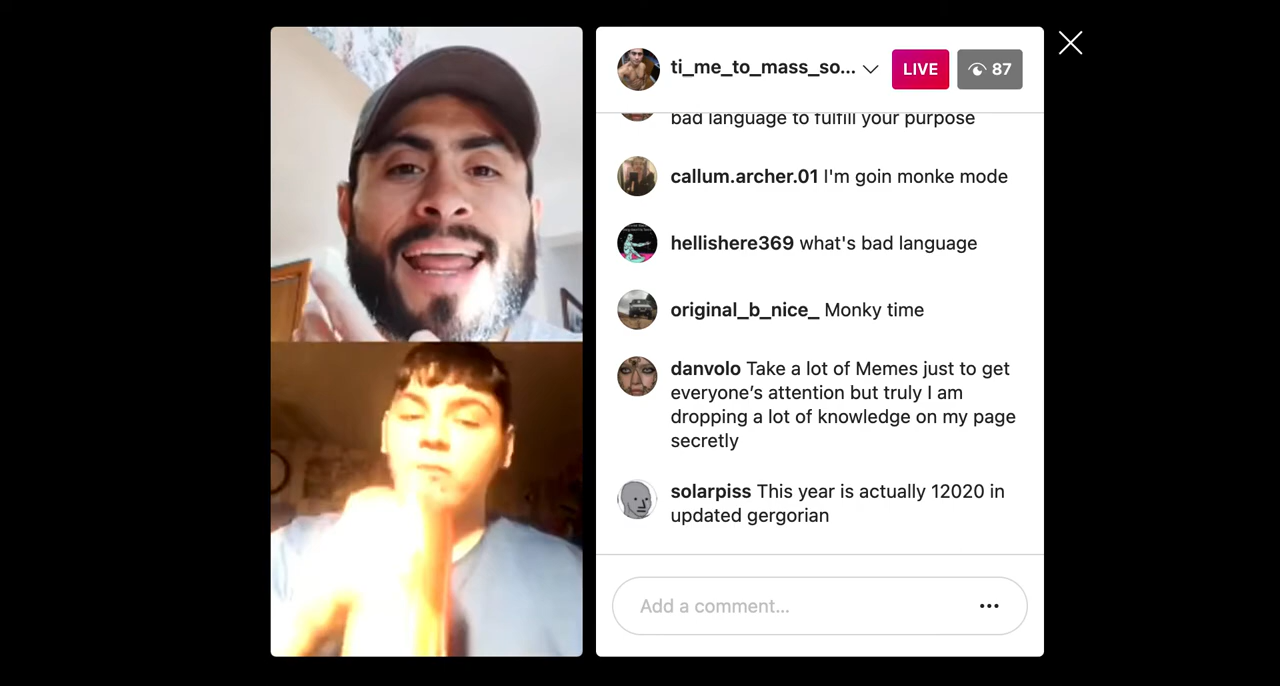 ti_me_to_mass_so...
LIVE
87
bad language to fulfill your purpose
callum.archer.01 I'm goin monke mode
hellishere369 what's bad language
original_b_nice_ Monky time
danvolo Take a lot of Memes just to get
everyone’s attention but truly I am
dropping a lot of knowledge on my page
secretly
solarpiss This year is actually 12020 in
updated gergorian
Add a comment...